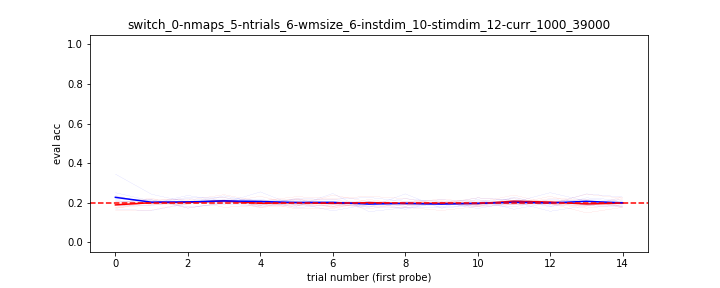 switch_0-nmaps_5-ntrials_6-wmsize_6-instdim_10-stimdim_12-curr_1000_39000
1.0
0.8
0.6
0.4
0.2
0.0
eval acc
0 2 4 6 8 10 12 14
trial number (first probe)